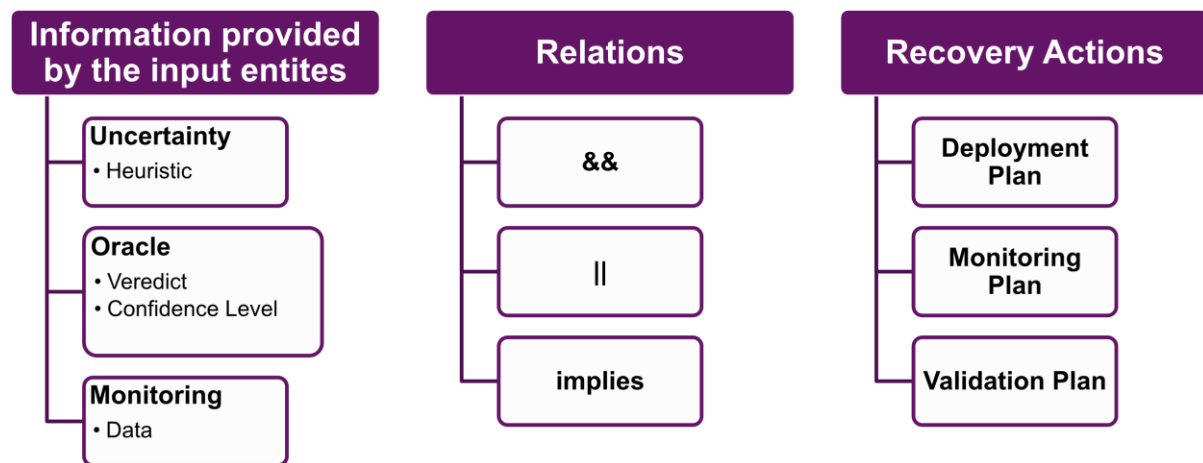 Information provided
by the input entites
Uncertainty
• Heuristic
Oracle
• Veredict
• Confidence Level
Monitoring
• Data
Relations
&&
||
implies
Recovery Actions
Deployment
Plan
Monitoring
Plan
Validation Plan